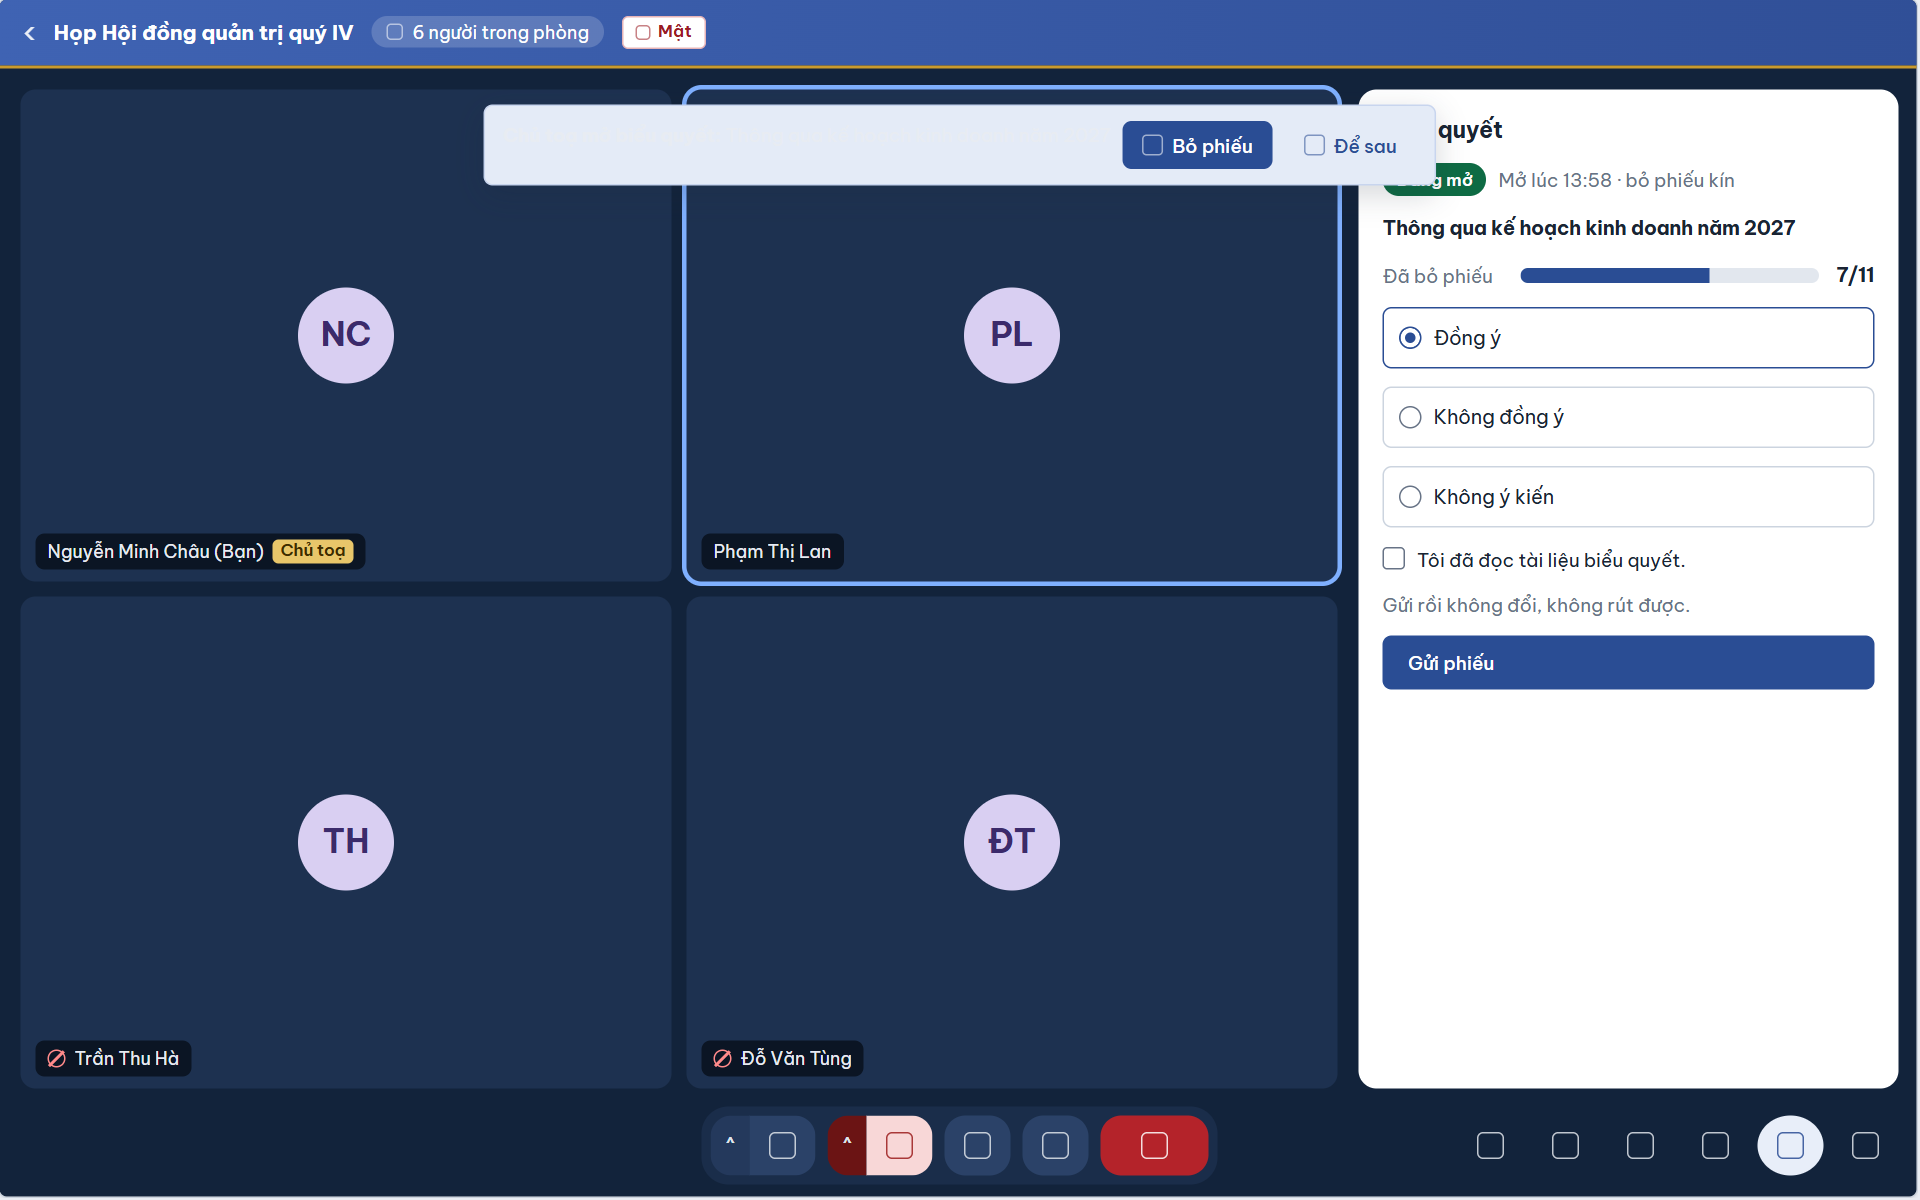 Họp Hội đồng quản trị quý IV
6 người trong phòng
Mật
Bỏ phiếu
Để sau
quyết
mở
Mở lúc 13:58 · bỏ phiếu kín
Thông qua kế hoạch kinh doanh năm 2027
Đã bỏ phiếu
7/11
Đồng ý
Không đồng ý
Không ý kiến
Tôi đã đọc tài liệu biểu quyết.
Gửi rồi không đổi, không rút được.
Gửi phiếu
NC
Nguyễn Minh Châu (Bạn)
Chủ toạ
PL
Phạm Thị Lan
TH
Trần Thu Hà
ĐT
Đỗ Văn Tùng